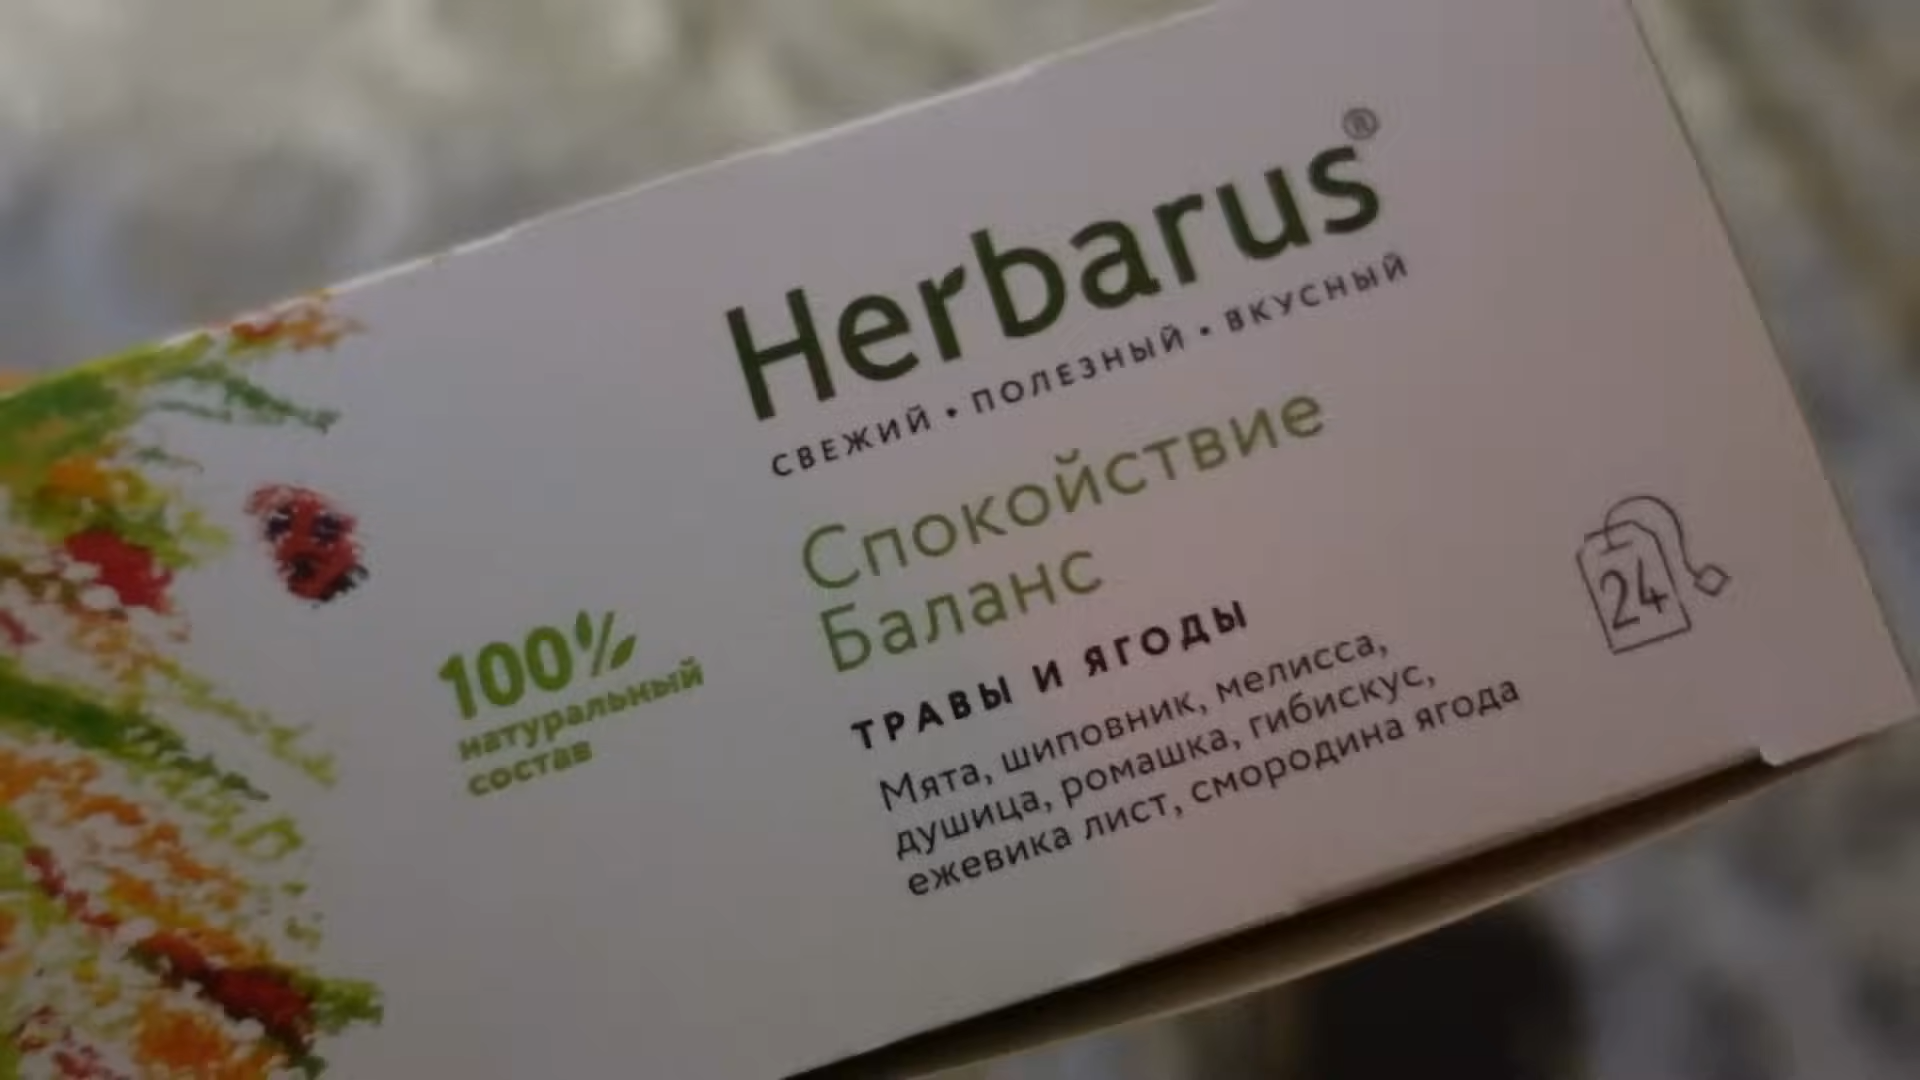 Herbarus®
СВЕЖИЙ • ПОЛЕЗНЫЙ • ВКУСНЫЙ
Спокойствие
Баланс
ТРАВЫ И ЯГОДЫ
Мята, шиповник, мелисса,
душица, ромашка, гибискус,
ежевика лист, смородина ягода
100%
натуральный
состав
24